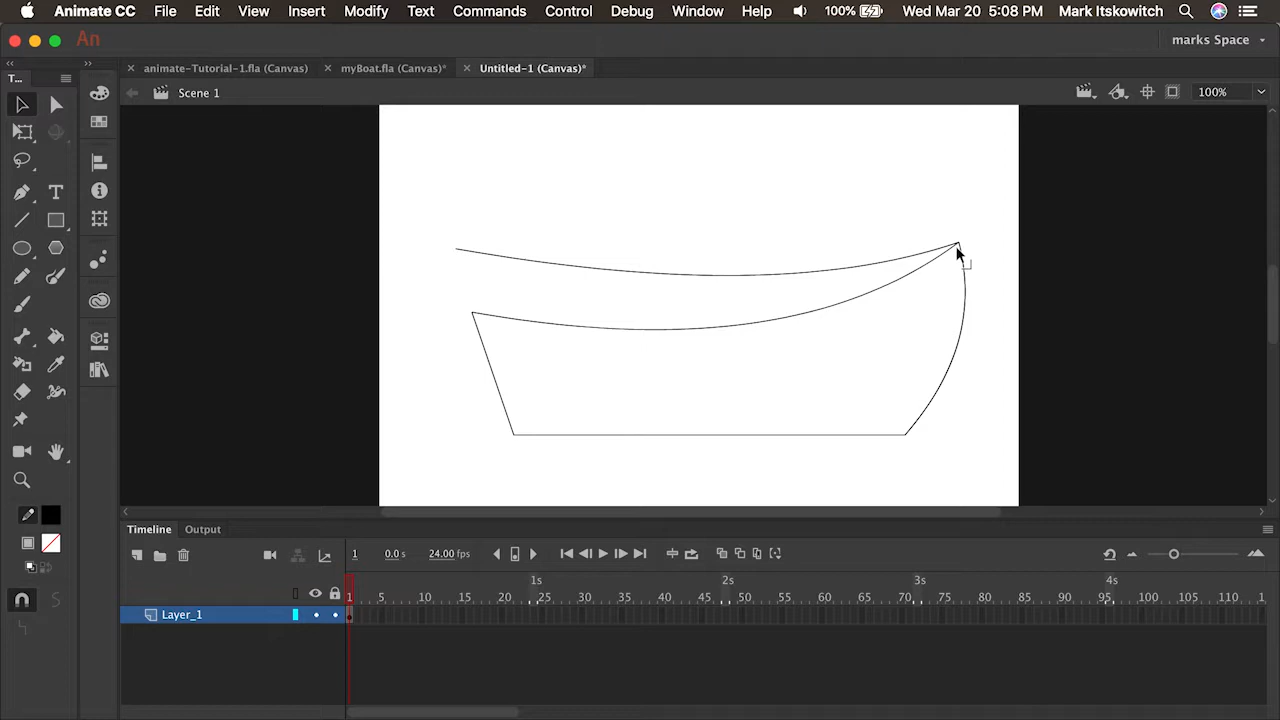 Animate CC File Edit View Insert Modify Text Commands Control Debug Window Help 100% Wed Mar 20 5:08 PM Mark Itskowitch
An marks Space
T... animate-Tutorial-1.fla (Canvas) myBoat.fla (Canvas)* Untitled-1 (Canvas)*
Scene 1 100%
T
Timeline Output
1 0.0 s 24.00 fps
1s 2s 3s 4s
1 5 10 15 20 25 30 35 40 45 50 55 60 65 70 75 80 85 90 95 100 105 110 1
Layer_1